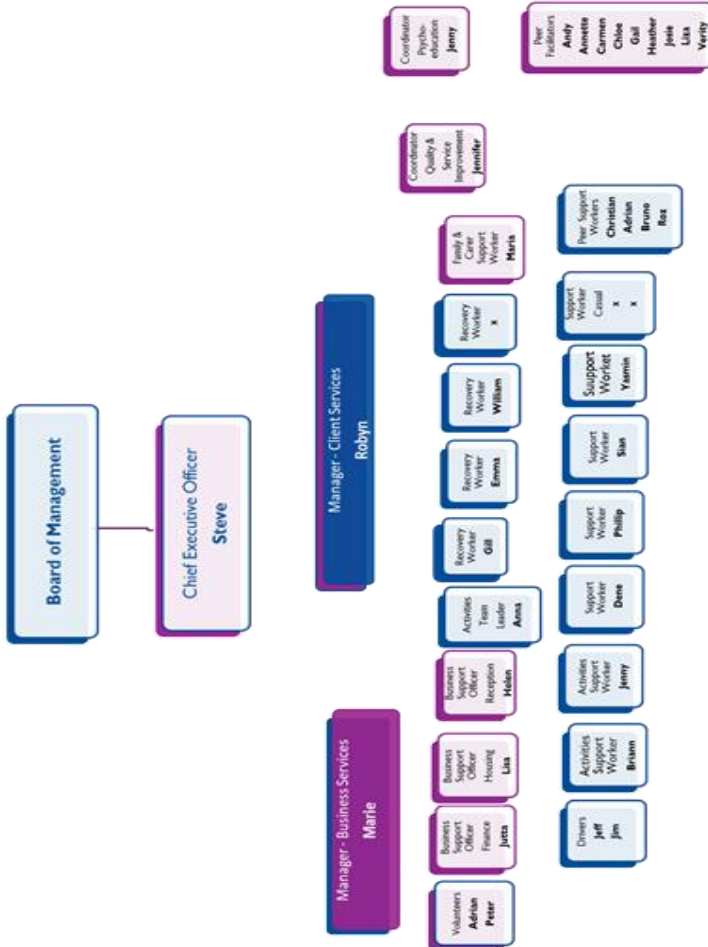 Board of Management
Chief Executive Officer
Steve
Manager - Business Services
Marie
Manager - Client Services
Robyn
Volunteers
Adrian
Peter
Business
Support
Officer
Finance
Jutta
Business
Support
Officer
Housing
Lisa
Business
Support
Officer
Reception
Helen
Activities
Team
Leader
Anna
Recovery
Worker
Gill
Recovery
Worker
Emma
Recovery
Worker
William
Recovery
Worker
x
Family &
Carer
Support
Worker
Maria
Coordinator
Quality &
Service
Improvement
Jennifer
Coordinator
Psycho-
education
Jenny
Drivers
Jeff
Jim
Activities
Support
Worker
Briann
Activities
Support
Worker
Jenny
Support
Worker
Dene
Support
Worker
Phillip
Support
Worker
Sian
Suupport
Worket
Yasmin
Support
Worker
Casual
x
x
Peer Support
Workers
Christian
Adrian
Bruno
Ros
Peer
Facilitators
Andy
Annette
Carmen
Chloe
Gail
Heather
Josie
Liza
Verity